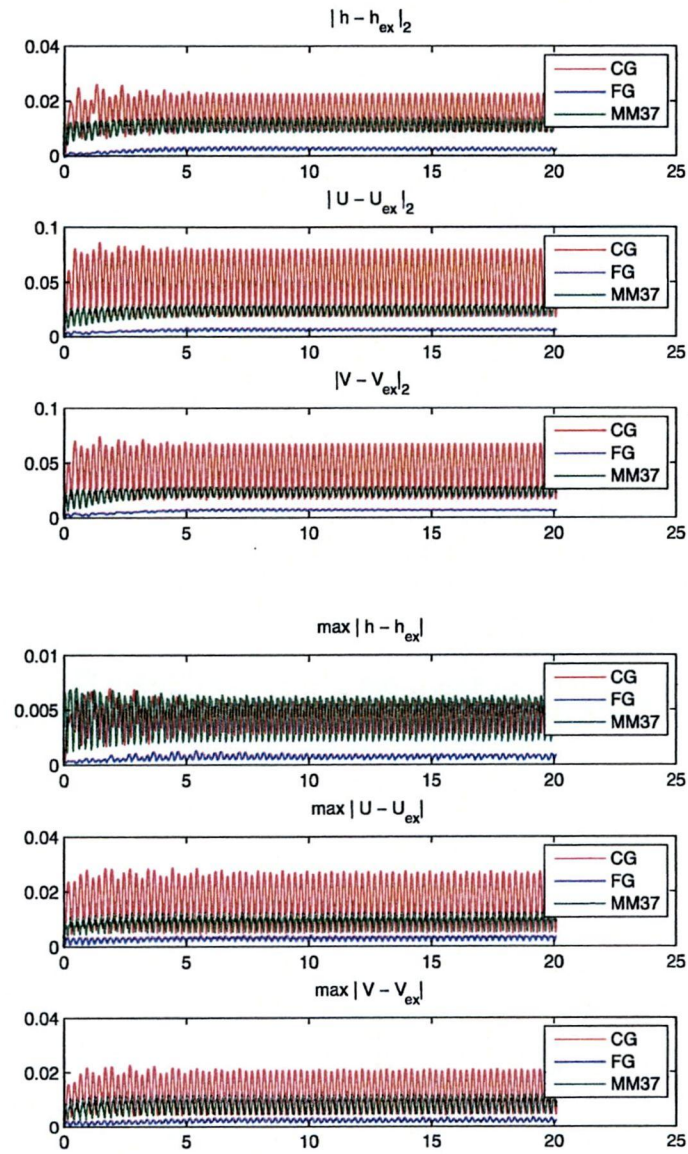 | h – h_ex |_2
0.04
0.02
0
CG
FG
MM37
0 5 10 15 20 25
| U – U_ex |_2
0.1
0.05
0
CG
FG
MM37
0 5 10 15 20 25
|V – V_ex|_2
0.1
0.05
0
CG
FG
MM37
0 5 10 15 20 25
max | h – h_ex|
0.01
0.005
0
CG
FG
MM37
0 5 10 15 20 25
max | U – U_ex|
0.04
0.02
0
CG
FG
MM37
0 5 10 15 20 25
max | V – V_ex|
0.04
0.02
0
CG
FG
MM37
0 5 10 15 20 25